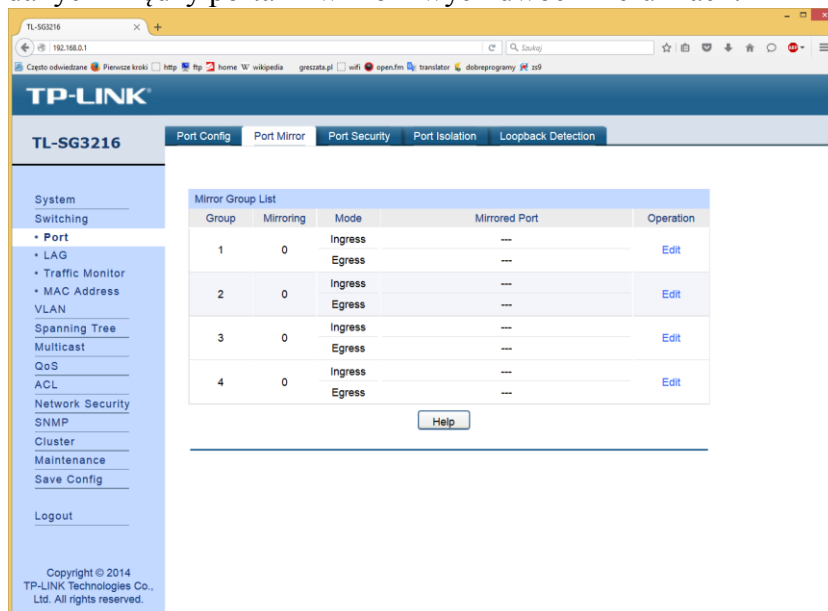 TL-SG3216
192.168.0.1
Szukaj
Często odwiedzane Pierwsze kroki http ftp home W wikipedia greszata.pl wifi open.fm translator dobreprogramy zs9
TP-LINK
TL-SG3216
Port Config Port Mirror Port Security Port Isolation Loopback Detection
System
Switching
• Port
• LAG
• Traffic Monitor
• MAC Address
VLAN
Spanning Tree
Multicast
QoS
ACL
Network Security
SNMP
Cluster
Maintenance
Save Config
Logout
Copyright © 2014
TP-LINK Technologies Co.,
Ltd. All rights reserved.
Mirror Group List
Group Mirroring Mode Mirrored Port Operation
1 0 Ingress --- Edit
Egress ---
2 0 Ingress --- Edit
Egress ---
3 0 Ingress --- Edit
Egress ---
4 0 Ingress --- Edit
Egress ---
Help